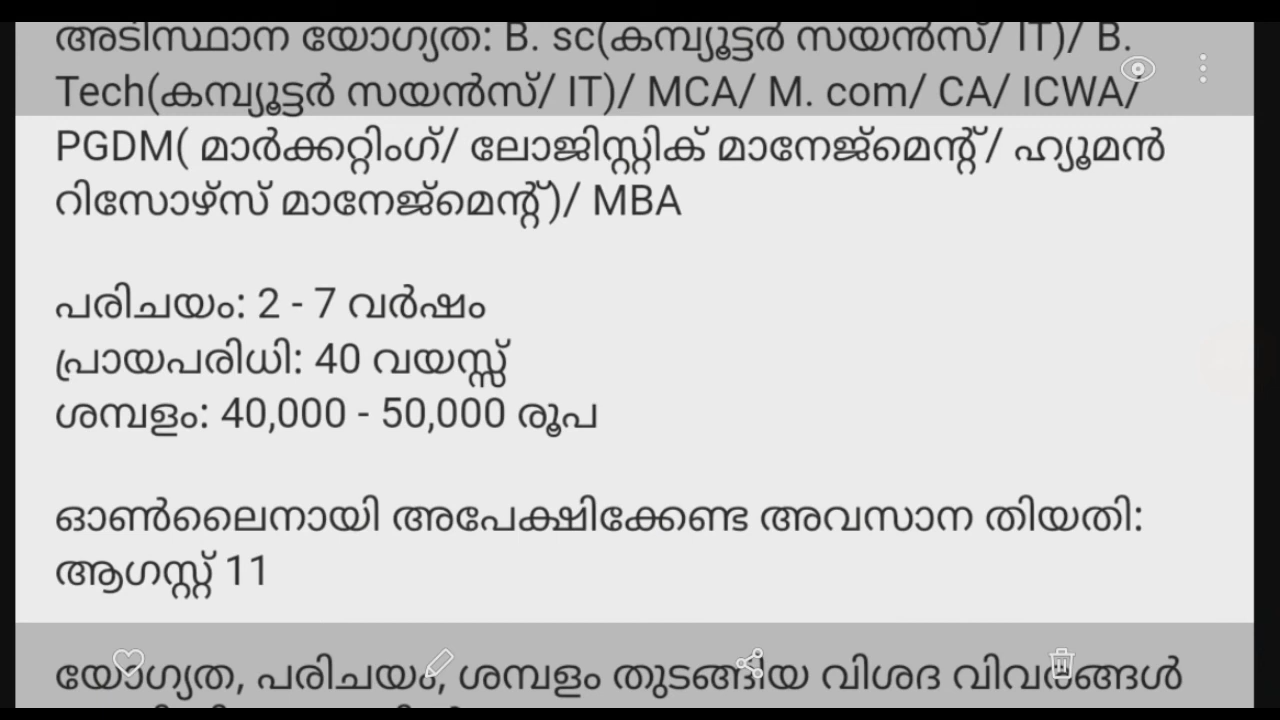 അടിസ്ഥാന യോഗ്യത: B. sc(കമ്പ്യൂട്ടർ സയൻസ്/ IT)/ B.
Tech(കമ്പ്യൂട്ടർ സയൻസ്/ IT)/ MCA/ M. com/ CA/ ICWA/
PGDM( മാർക്കറ്റിംഗ്/ ലോജിസ്റ്റിക് മാനേജ്മെന്റ്/ ഹ്യൂമൻ
റിസോഴ്സ് മാനേജ്മെന്റ്)/ MBA
പരിചയം: 2 - 7 വർഷം
പ്രായപരിധി: 40 വയസ്സ്
ശമ്പളം: 40,000 - 50,000 രൂപ
ഓൺലൈനായി അപേക്ഷിക്കേണ്ട അവസാന തിയതി:
ആഗസ്റ്റ് 11
യോഗ്യത, പരിചയം, ശമ്പളം തുടങ്ങിയ വിശദ വിവരങ്ങൾ